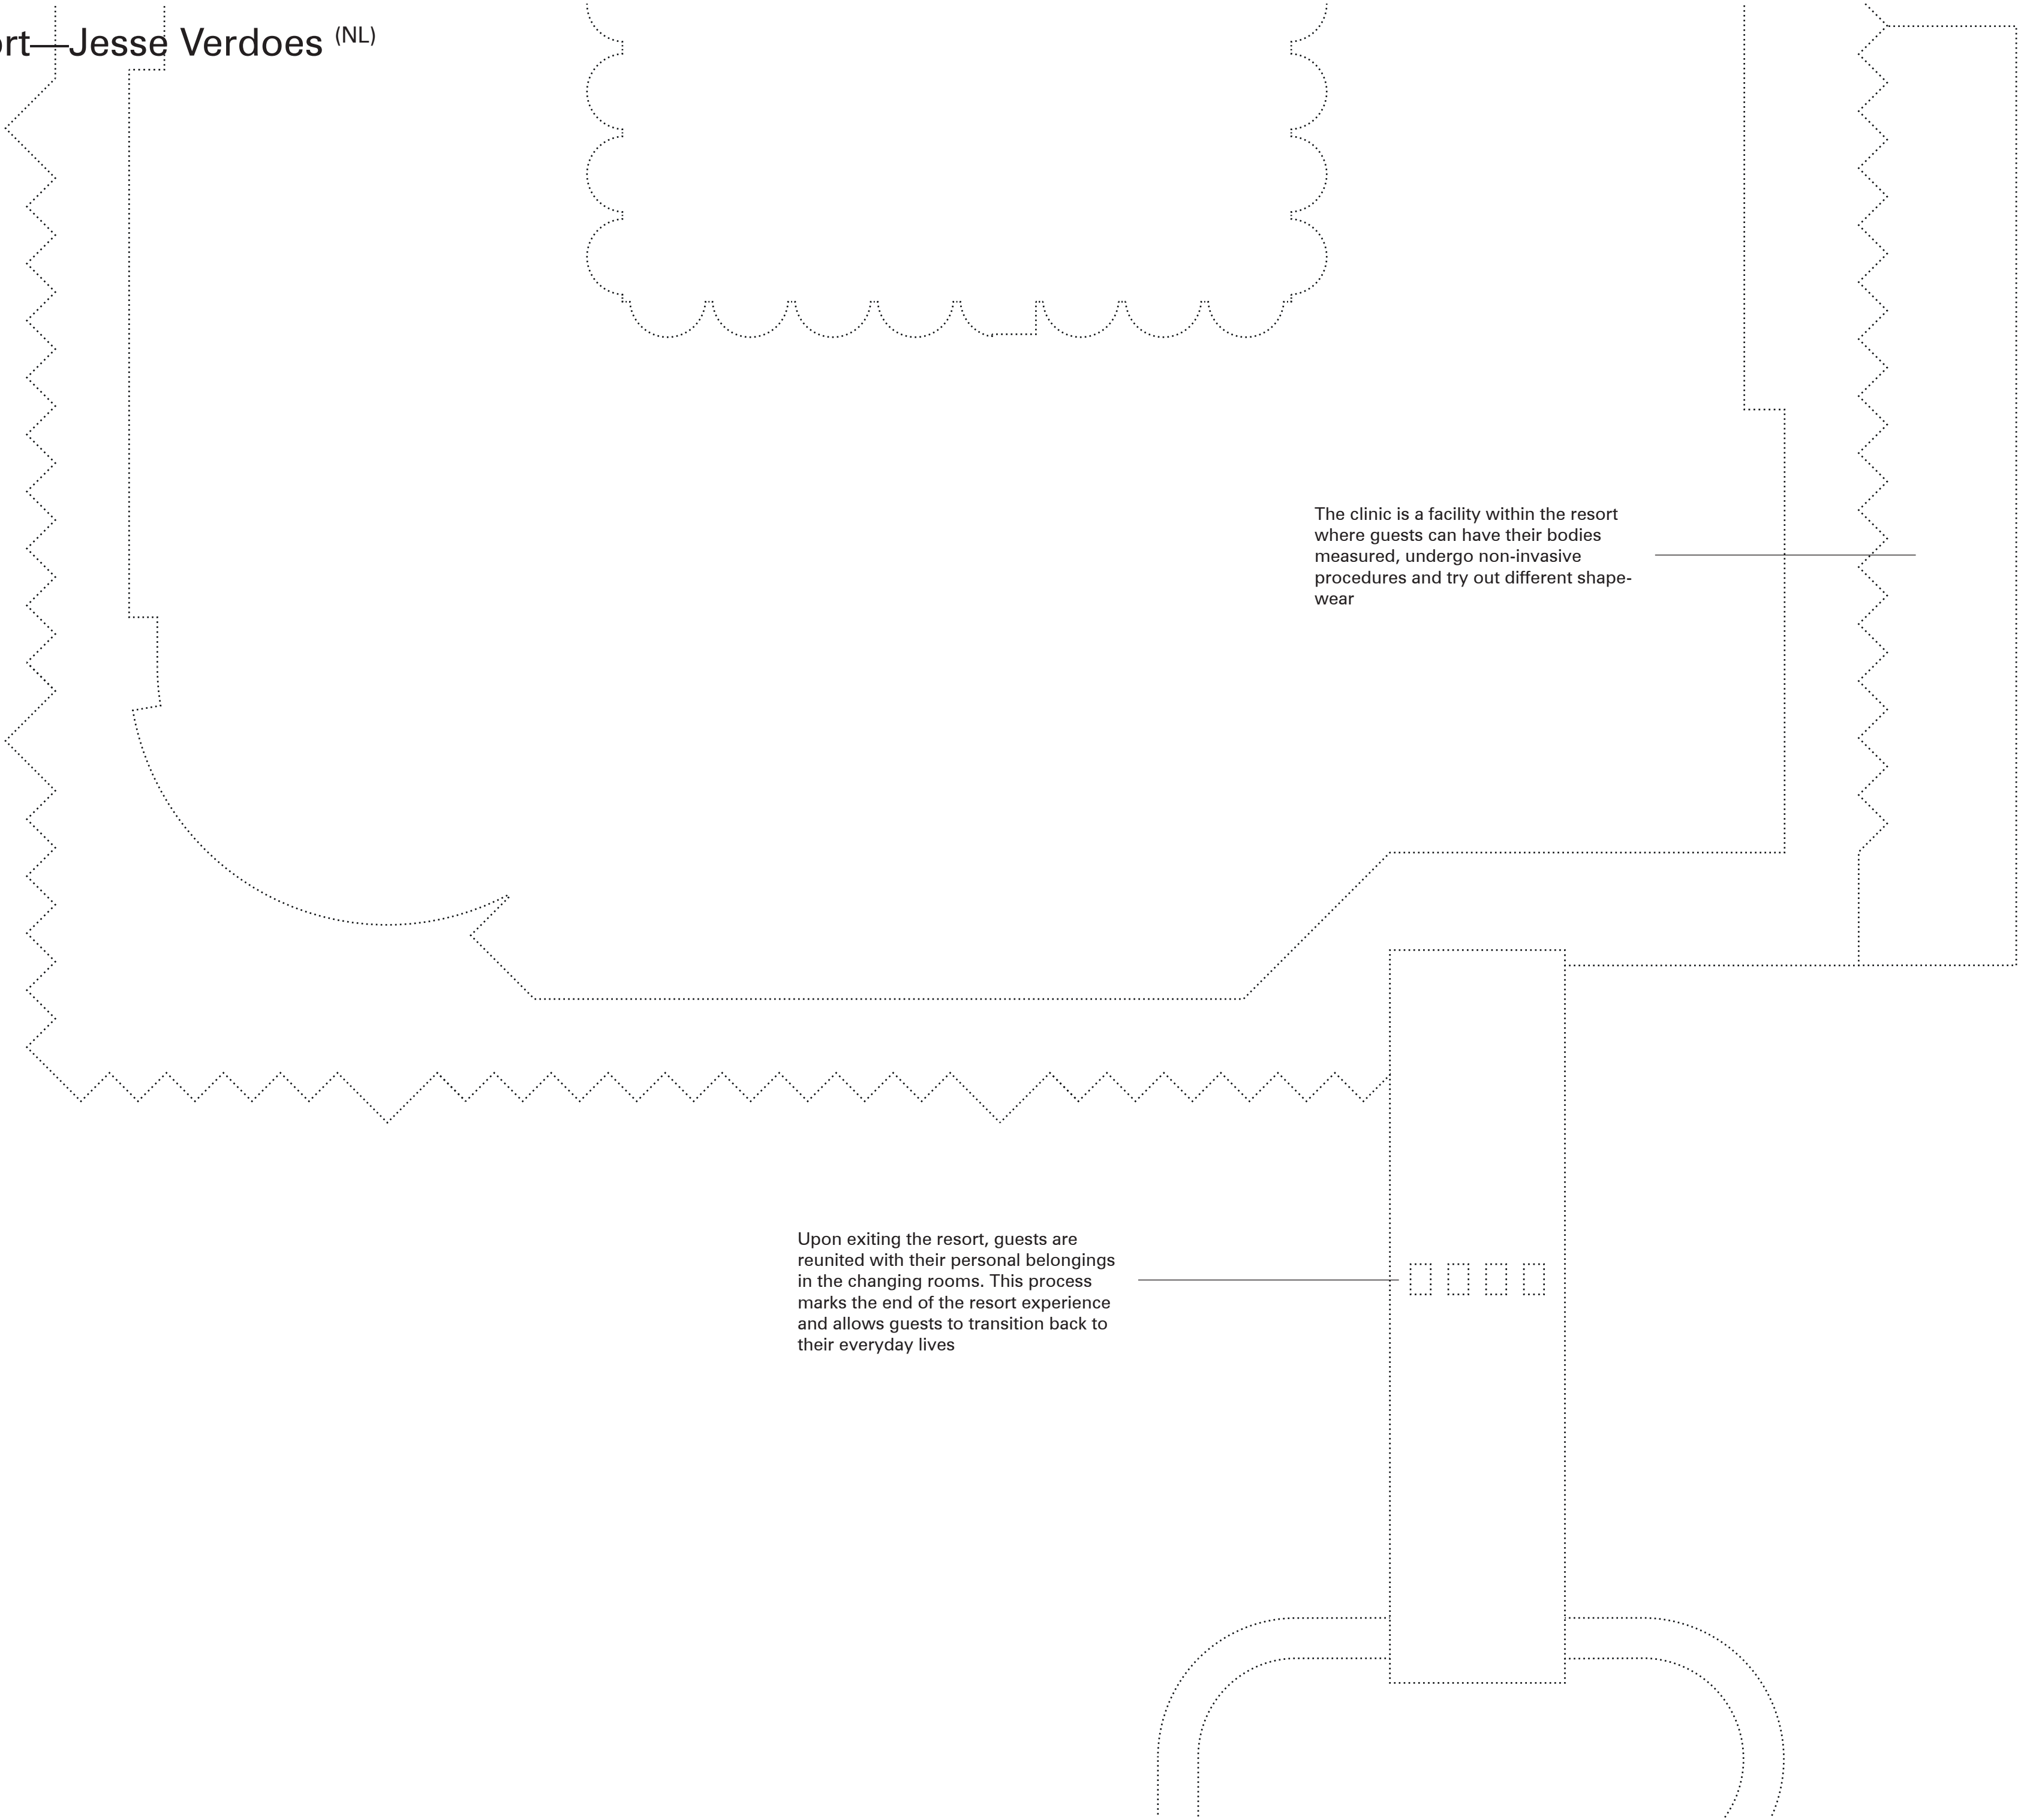 rt—Jesse Verdoes (NL)
The clinic is a facility within the resort
where guests can have their bodies
measured, undergo non-invasive
procedures and try out different shape-
wear
Upon exiting the resort, guests are
reunited with their personal belongings
in the changing rooms. This process
marks the end of the resort experience
and allows guests to transition back to
their everyday lives